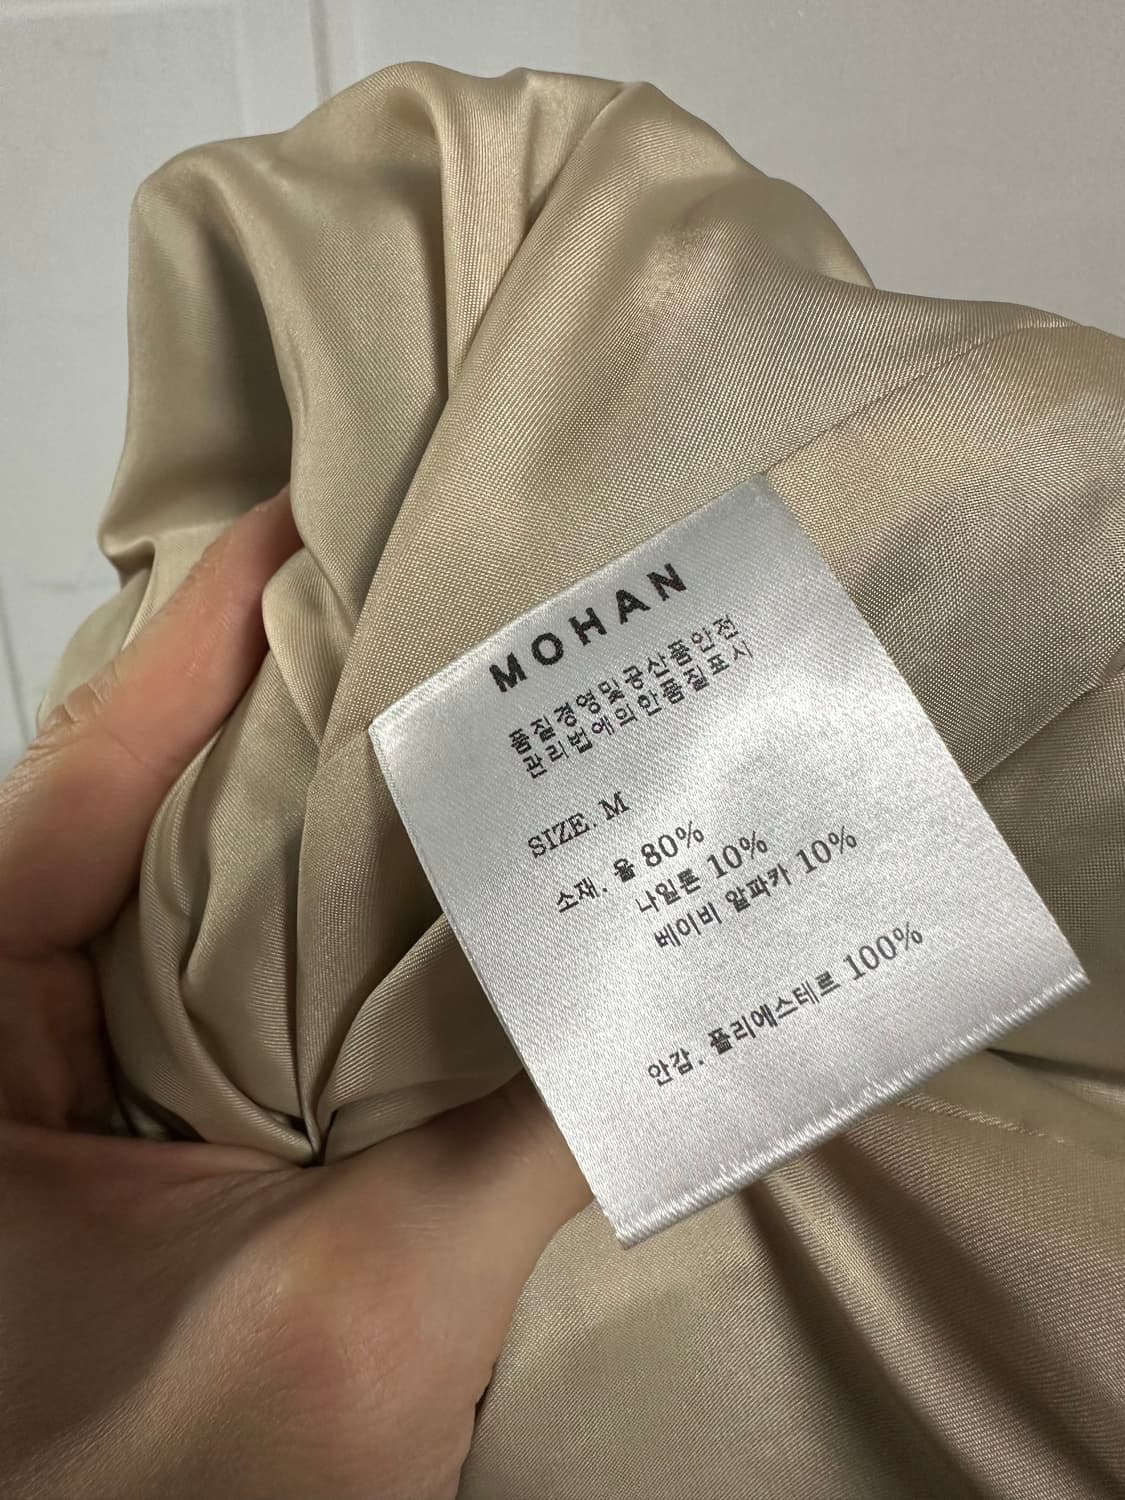 MOHAN
품질경영및공산품안전
관리법에의한품질표시
SIZE. M
소재. 울 80%
나일론 10%
베이비 알파카 10%
안감. 폴리에스테르 100%